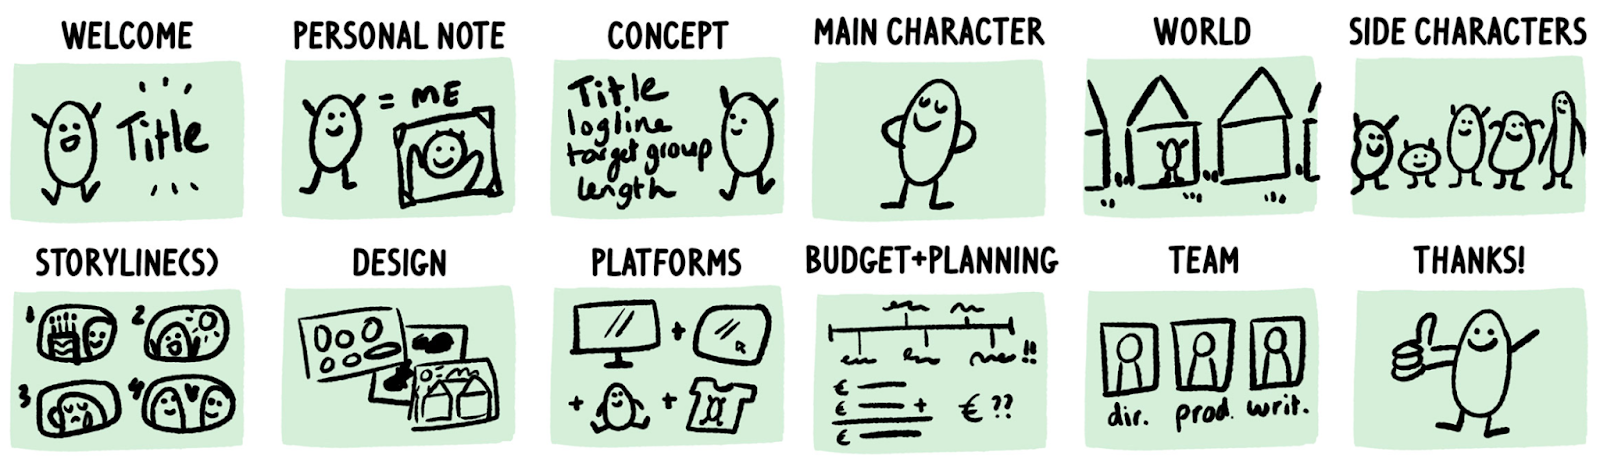 WELCOME
PERSONAL NOTE
CONCEPT
MAIN CHARACTER
WORLD
SIDE CHARACTERS
Title
= ME
Title
logline
target group
length
STORYLINE(S)
DESIGN
PLATFORMS
BUDGET+PLANNING
TEAM
THANKS!
1
2
3
4
+
+
+
!!
€
€ +
€
€ ??
dir. prod. writ.